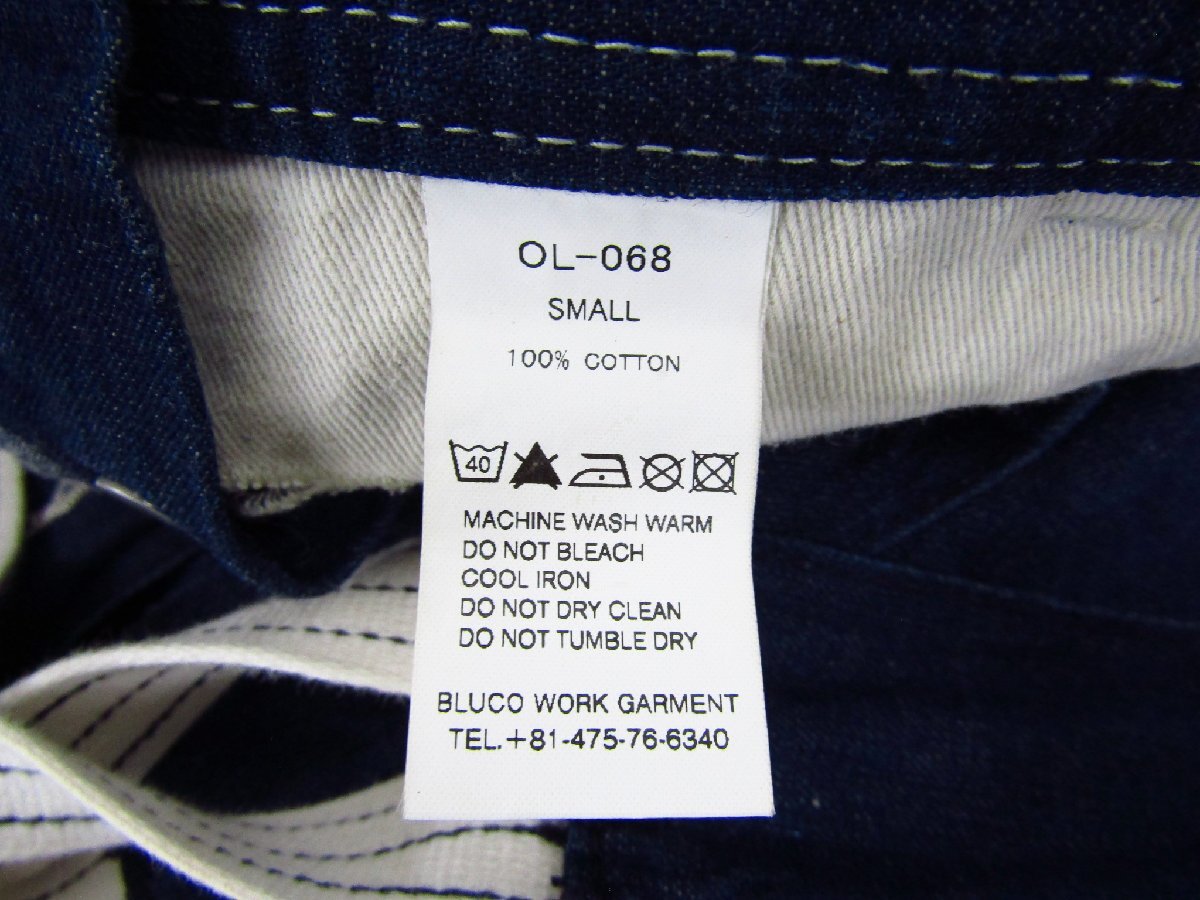 OL-068
SMALL
100% COTTON
40
MACHINE WASH WARM
DO NOT BLEACH
COOL IRON
DO NOT DRY CLEAN
DO NOT TUMBLE DRY
BLUCO WORK GARMENT
TEL.+81-475-76-6340